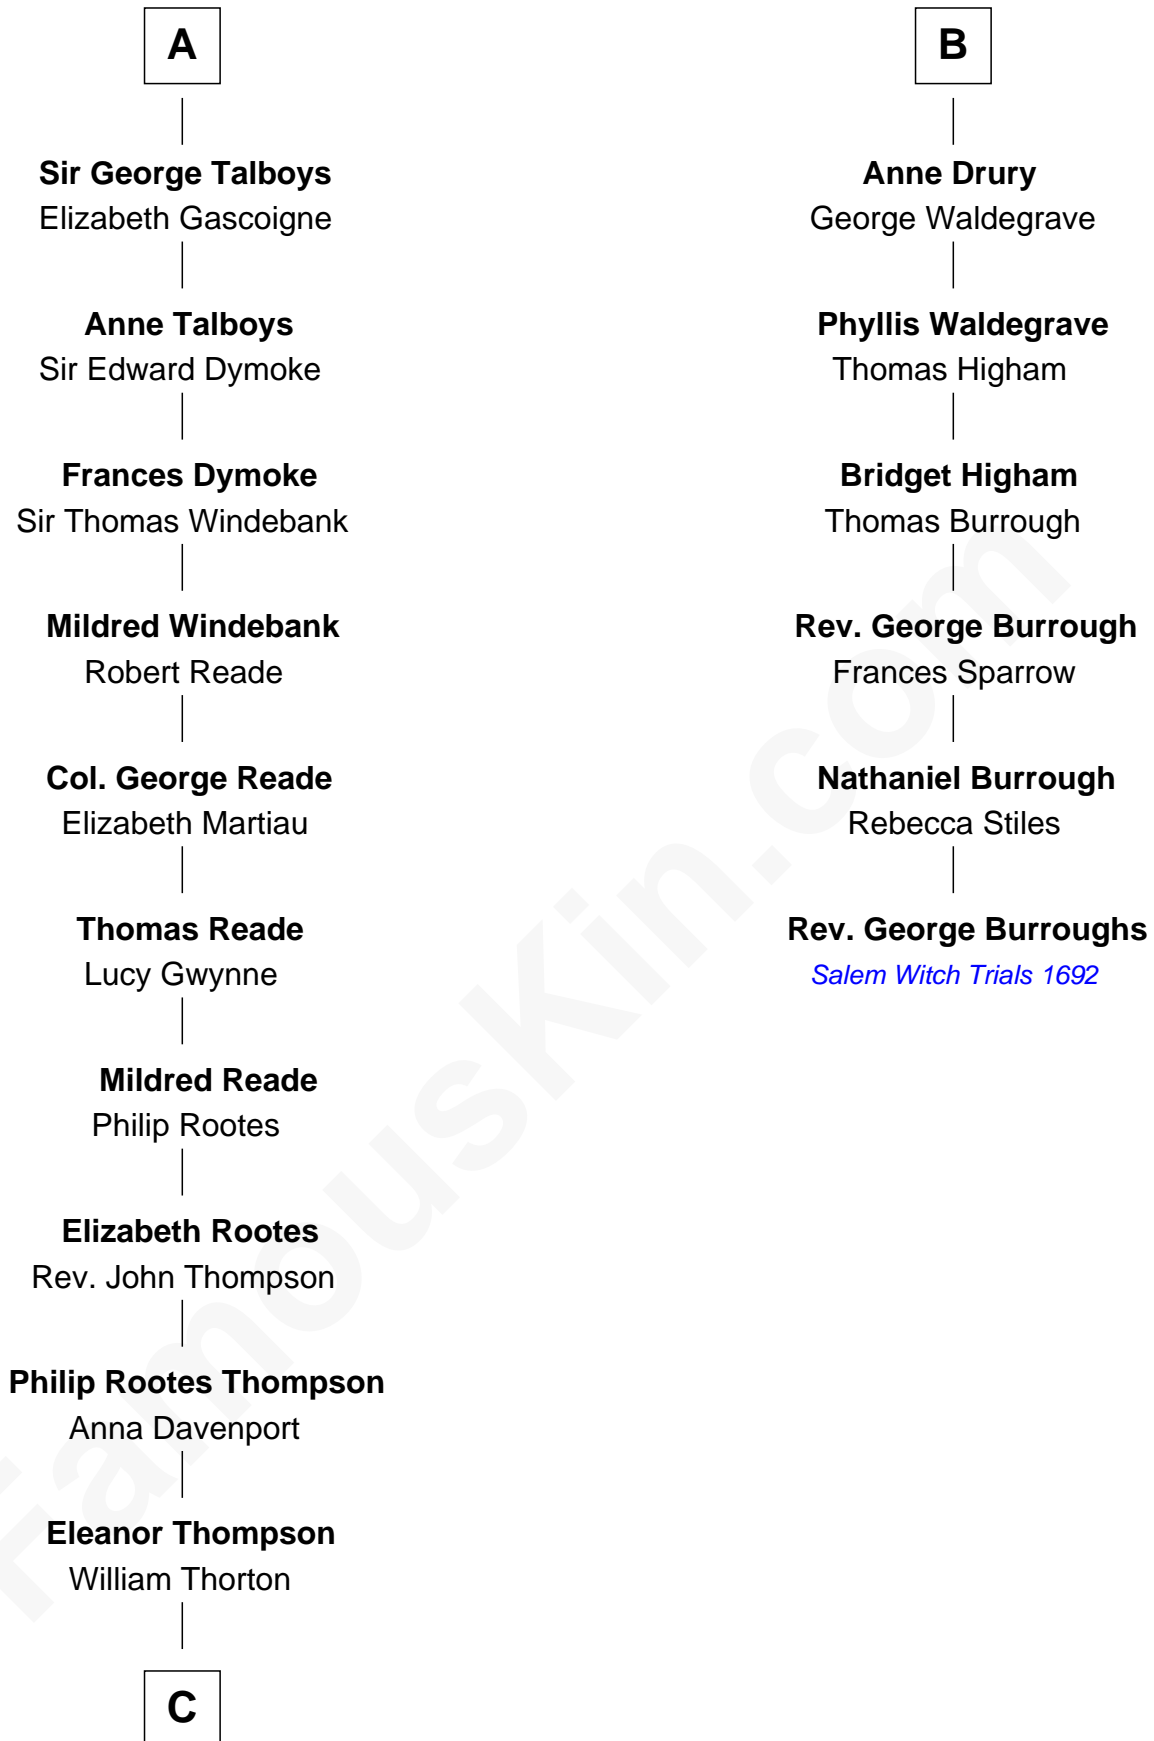 A
Sir George Talboys
Elizabeth Gascoigne
Anne Talboys
Sir Edward Dymoke
Frances Dymoke
Sir Thomas Windebank
Mildred Windebank
Robert Reade
Col. George Reade
Elizabeth Martiau
Thomas Reade
Lucy Gwynne
Mildred Reade
Philip Rootes
Elizabeth Rootes
Rev. John Thompson
Philip Rootes Thompson
Anna Davenport
Eleanor Thompson
William Thorton
C
B
Anne Drury
George Waldegrave
Phyllis Waldegrave
Thomas Higham
Bridget Higham
Thomas Burrough
Rev. George Burrough
Frances Sparrow
Nathaniel Burrough
Rebecca Stiles
Rev. George Burroughs
Salem Witch Trials 1692
FamousKin.com